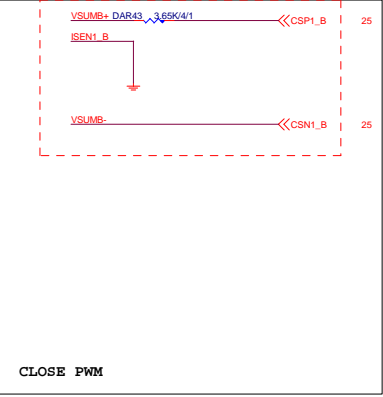 VSUMB+ DAR43 3.65K/4/1 CSP1_B 25
ISEN1_B
VSUMB- CSN1_B 25
CLOSE PWM